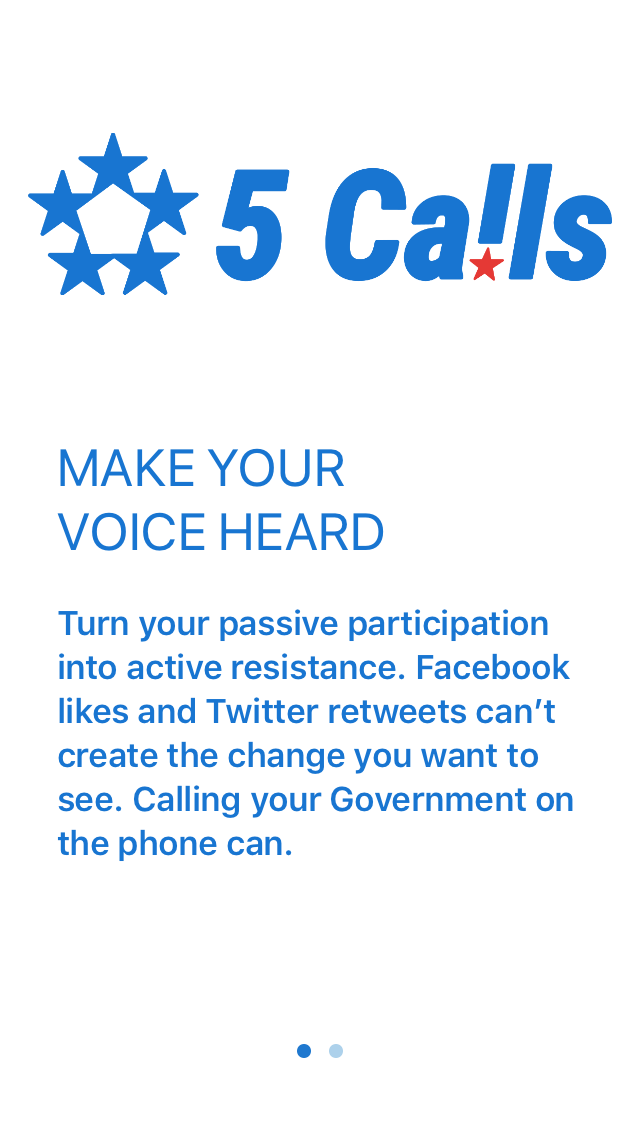 5 Calls
MAKE YOUR
VOICE HEARD
Turn your passive participation
into active resistance. Facebook
likes and Twitter retweets can’t
create the change you want to
see. Calling your Government on
the phone can.